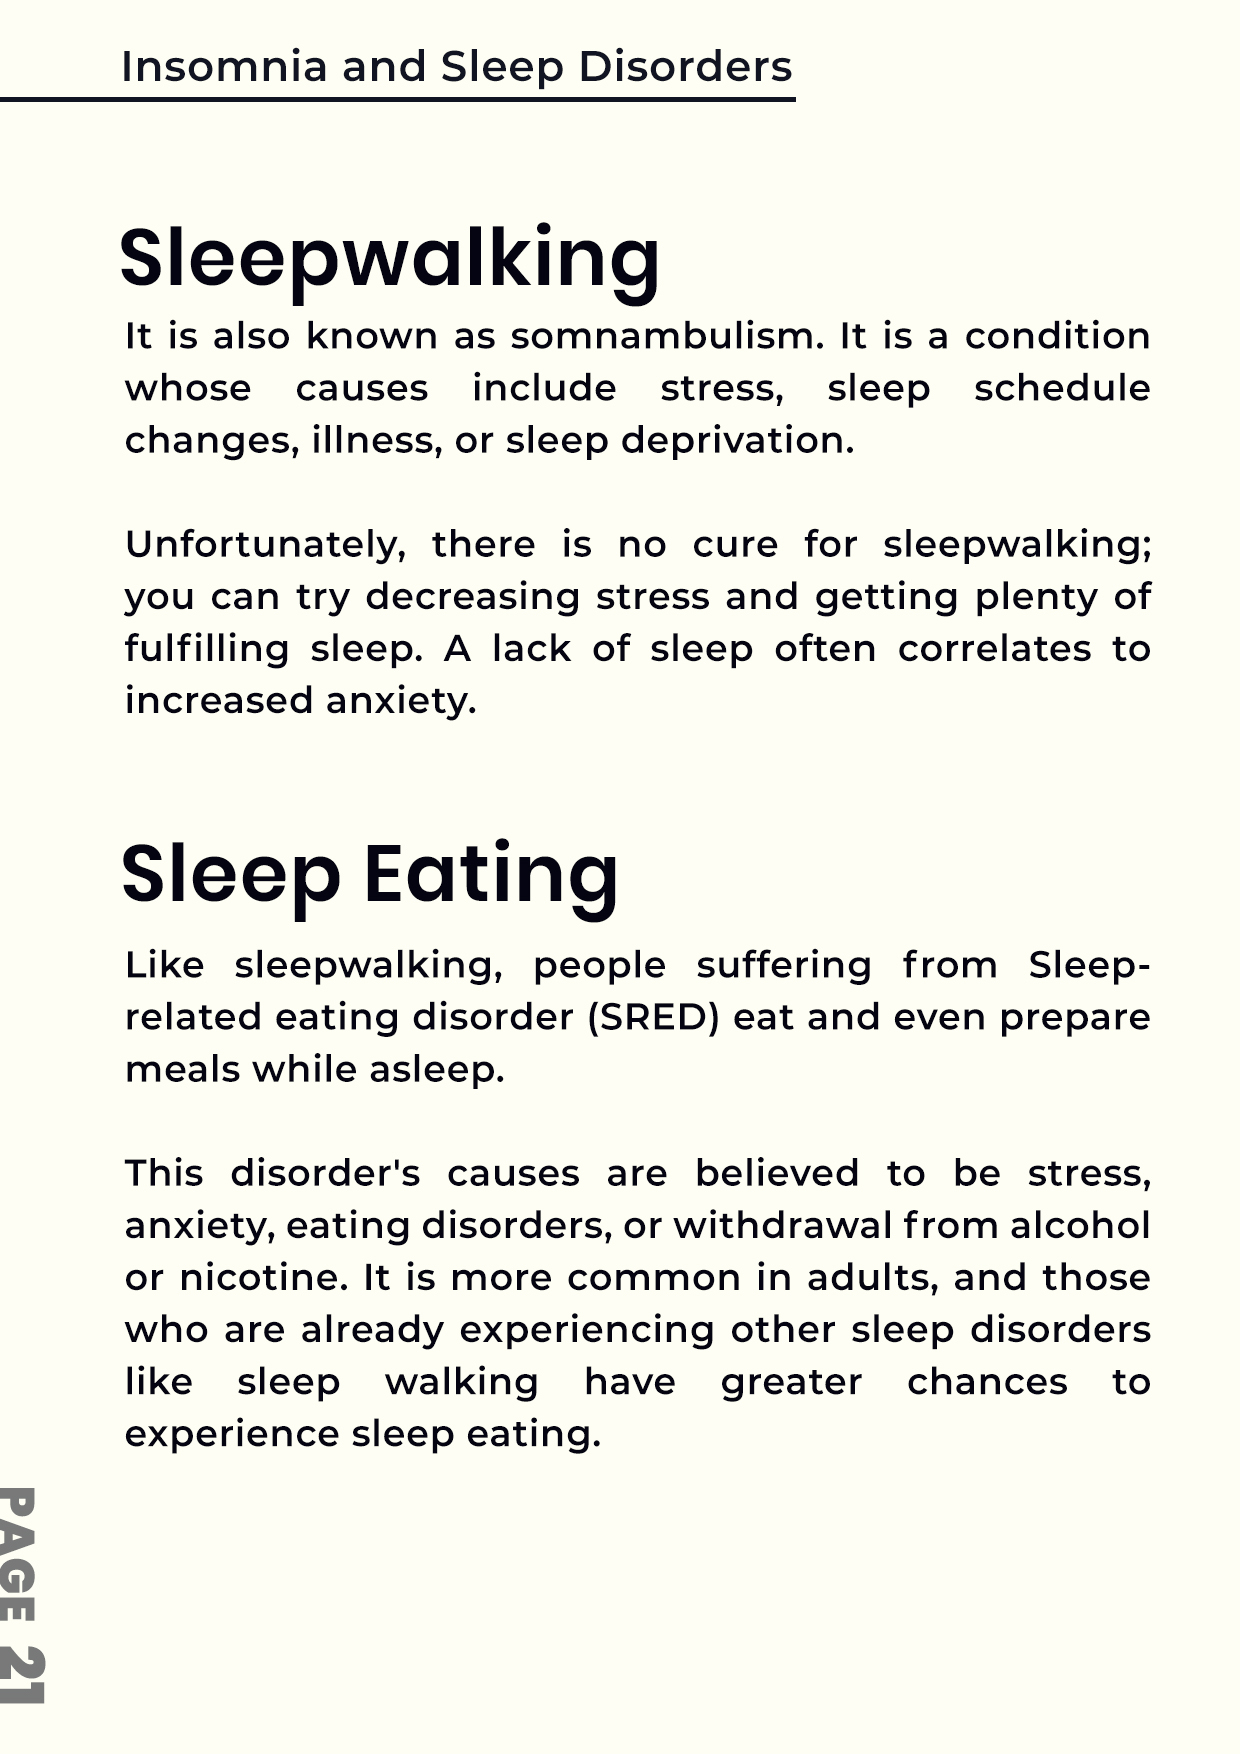 Insomnia and Sleep Disorders
Sleepwalking
It is also known as somnambulism. It is a condition
whose causes include stress, sleep schedule
changes, illness, or sleep deprivation.
Unfortunately, there is no cure for sleepwalking;
you can try decreasing stress and getting plenty of
fulfilling sleep. A lack of sleep often correlates to
increased anxiety.
Sleep Eating
Like sleepwalking, people suffering from Sleep-
related eating disorder (SRED) eat and even prepare
meals while asleep.
This disorder's causes are believed to be stress,
anxiety, eating disorders, or withdrawal from alcohol
or nicotine. It is more common in adults, and those
who are already experiencing other sleep disorders
like sleep walking have greater chances to
experience sleep eating.
PAGE 21